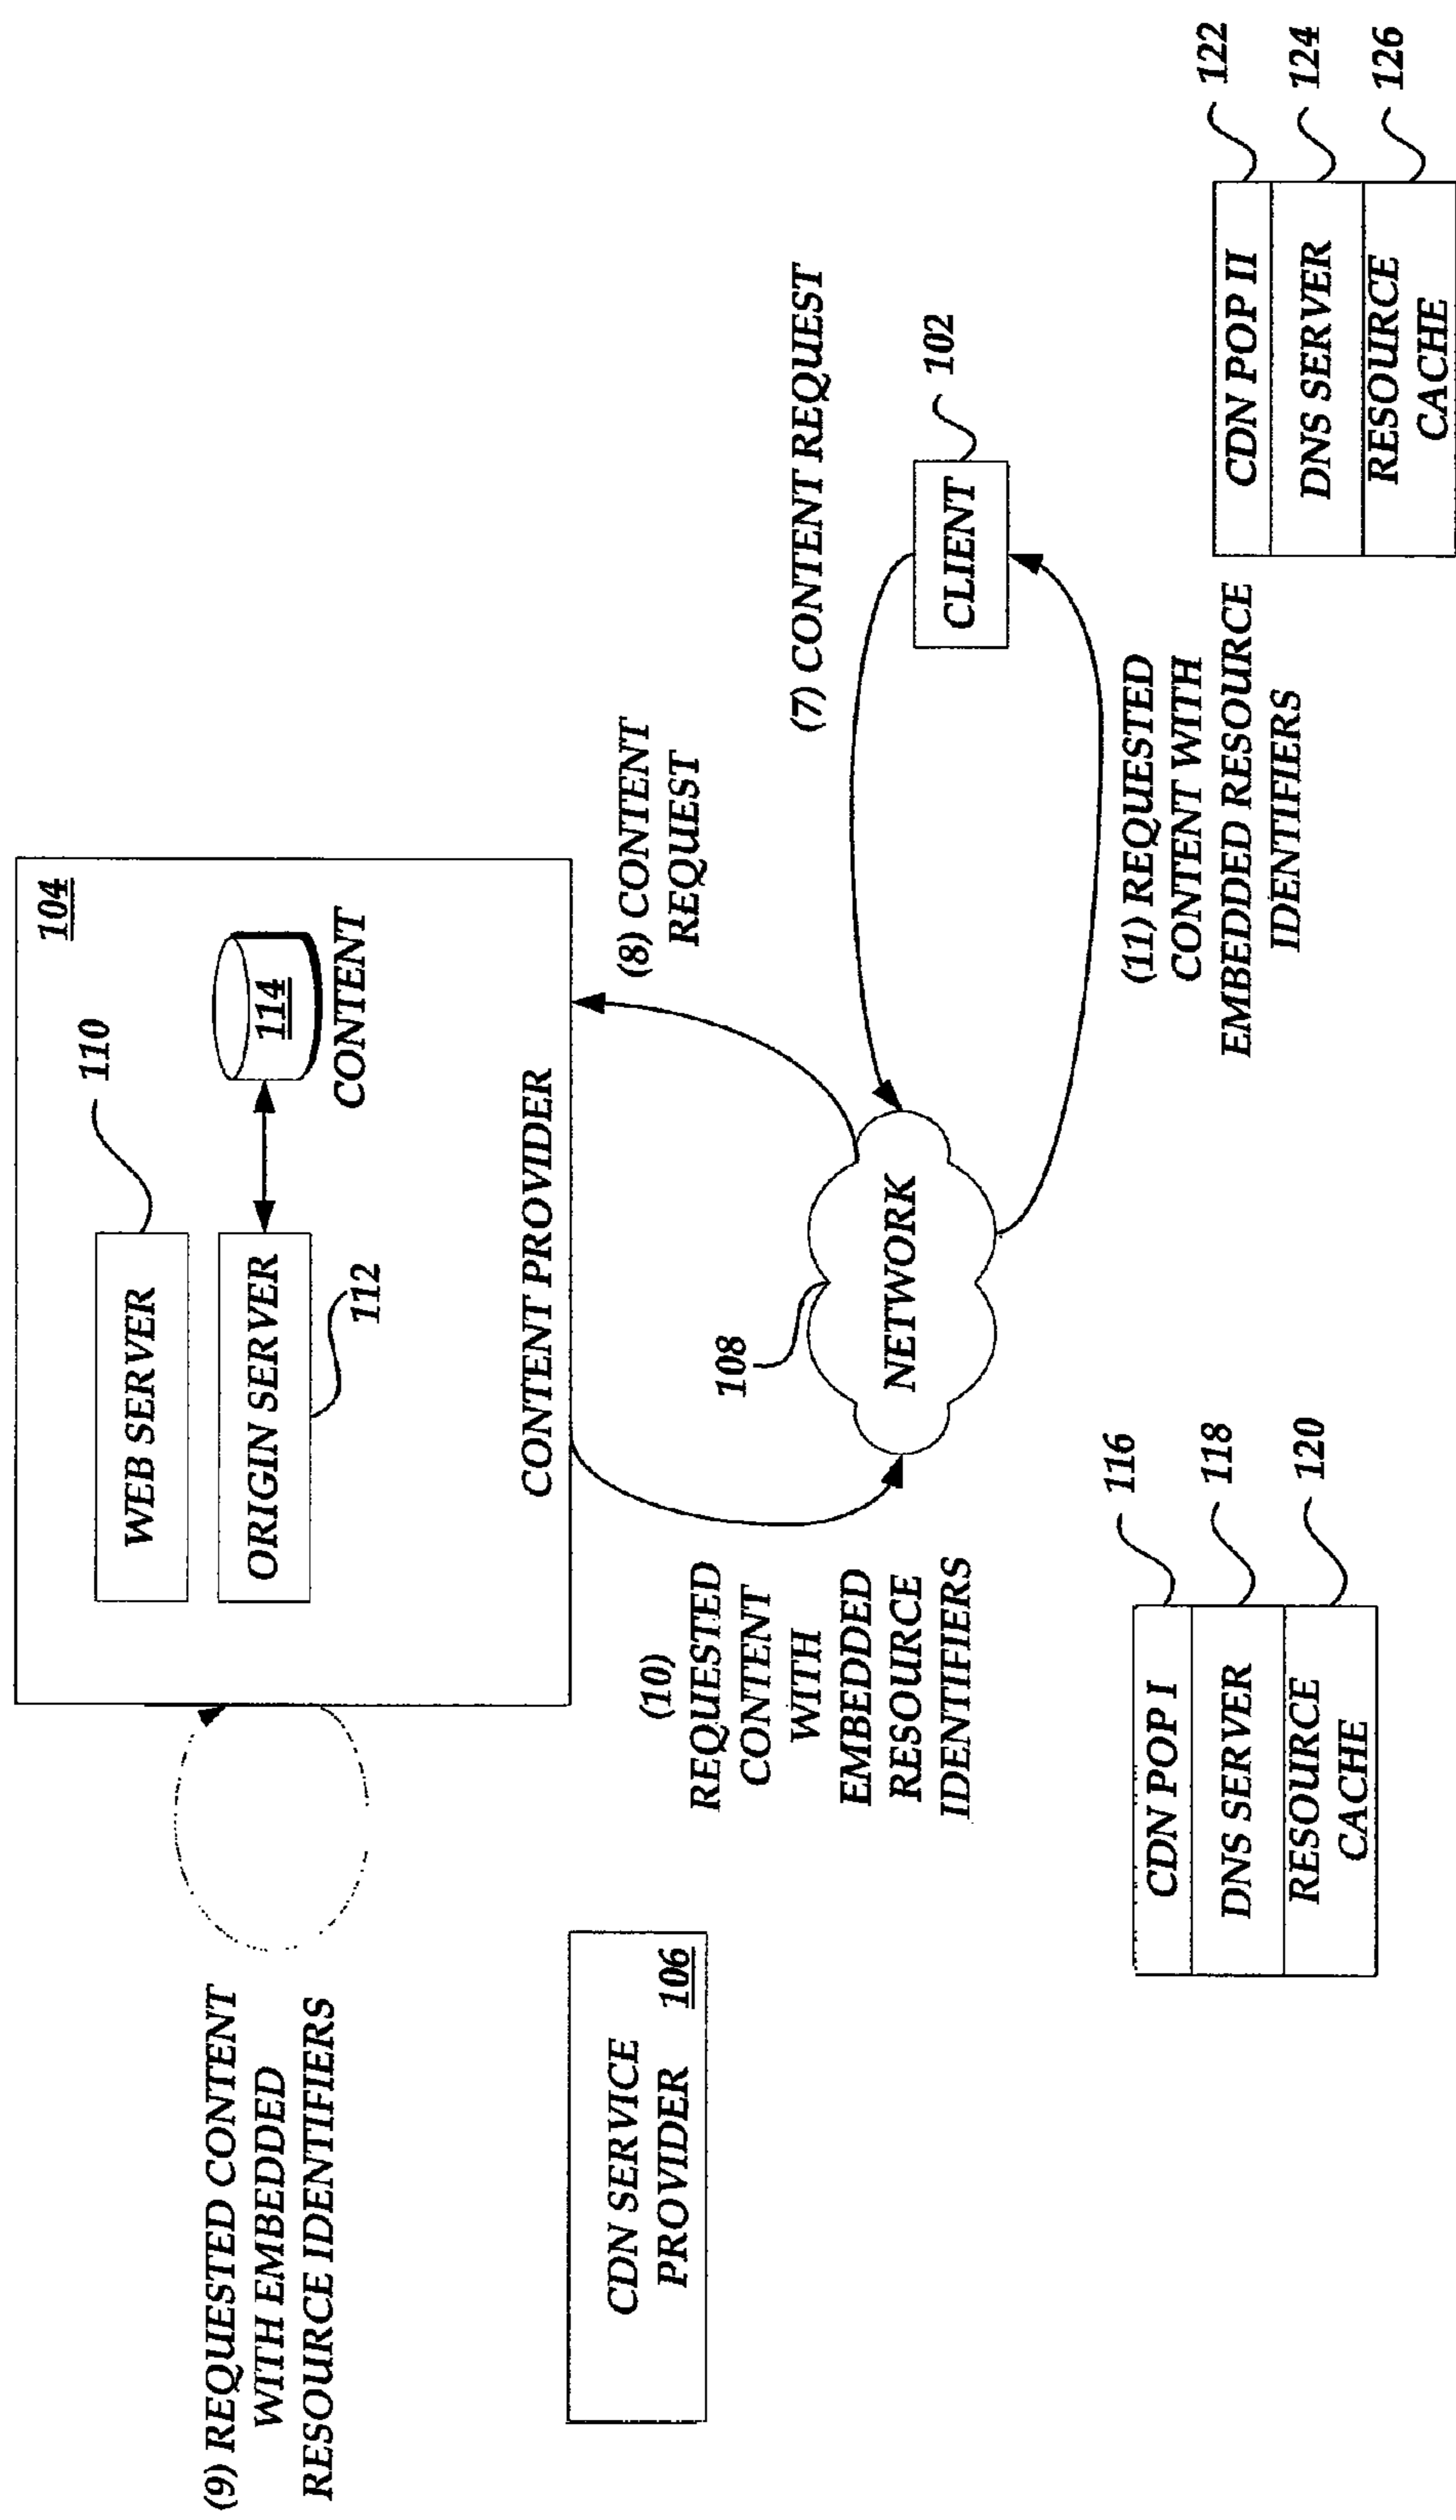 (9) REQUESTED CONTENT
WITH EMBEDDED
RESOURCE IDENTIFIERS
WEB SERVER
110
104
ORIGIN SERVER
114
112
CONTENT
CONTENT PROVIDER
CDN SERVICE
PROVIDER
106
(10)
REQUESTED
CONTENT
WITH
EMBEDDED
RESOURCE
IDENTIFIERS
(8) CONTENT
REQUEST
108
NETWORK
(7) CONTENT REQUEST
CLIENT
102
CDN POP I
116
DNS SERVER
118
RESOURCE
CACHE
120
(11) REQUESTED
CONTENT WITH
EMBEDDED RESOURCE
IDENTIFIERS
CDN POP II
122
DNS SERVER
124
RESOURCE
CACHE
126